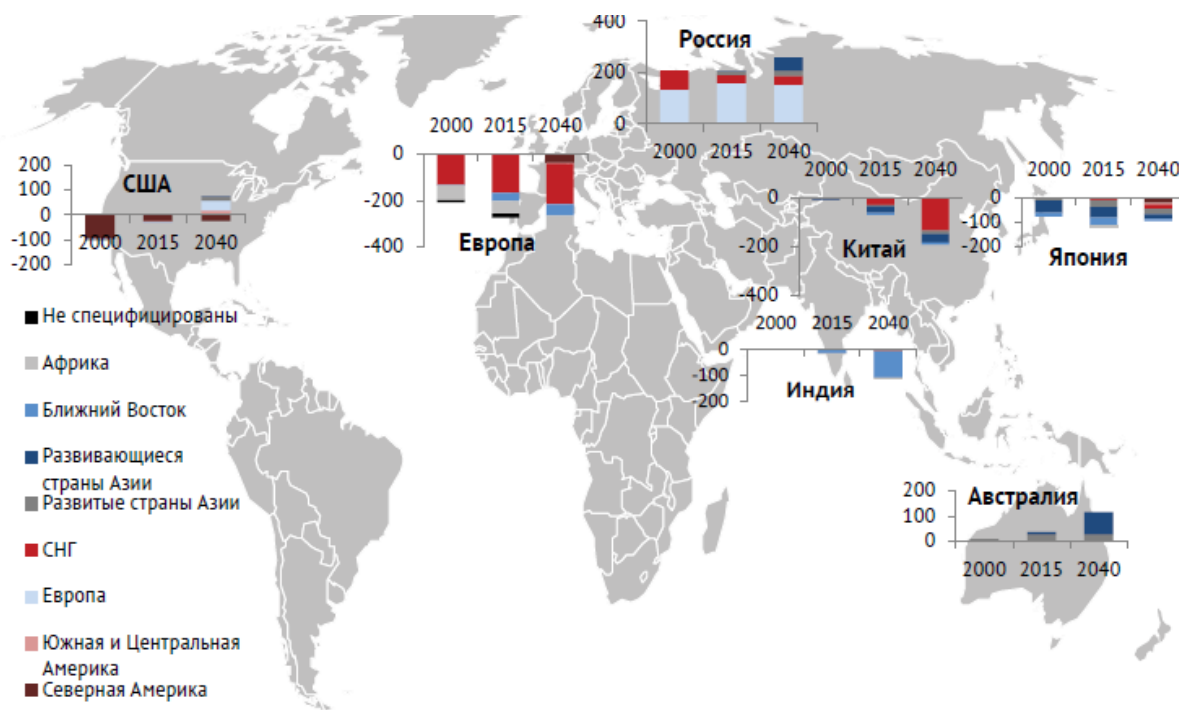 400
Россия
200
0
2000 2015 2040
2000 2015 2040
0
-200
-400
Европа
200
100
0
-100
-200
США
2000 2015 2040
2000 2015 2040
0
-200
-400
Китай
2000 2015 2040
0
-100
-200
Япония
2000 2015 2040
0
-100
-200
Индия
200
100
0
Австралия
2000 2015 2040
Не специфицированы
Африка
Ближний Восток
Развивающиеся
страны Азии
Развитые страны Азии
СНГ
Европа
Южная и Центральная
Америка
Северная Америка